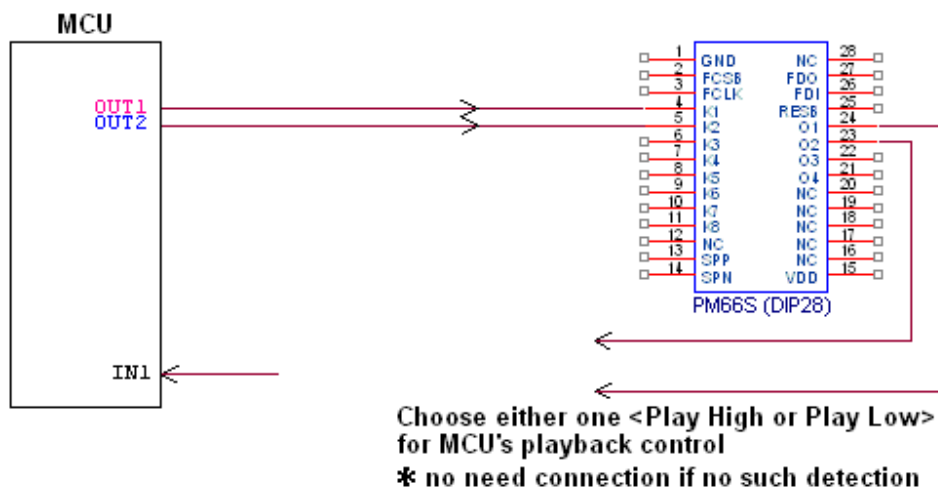 MCU
OUT1
OUT2
IN1
1 GND NC 28
2 FCSB FDO 27
3 FCLK FDI 26
4 K1 RESB 25
5 K2 O1 24
6 K3 O2 23
7 K4 O3 22
8 K5 O4 21
9 K6 NC 20
10 K7 NC 19
11 K8 NC 18
12 NC NC 17
13 SPP NC 16
14 SPN VDD 15
PM66S (DIP28)
Choose either one <Play High or Play Low>
for MCU's playback control
* no need connection if no such detection